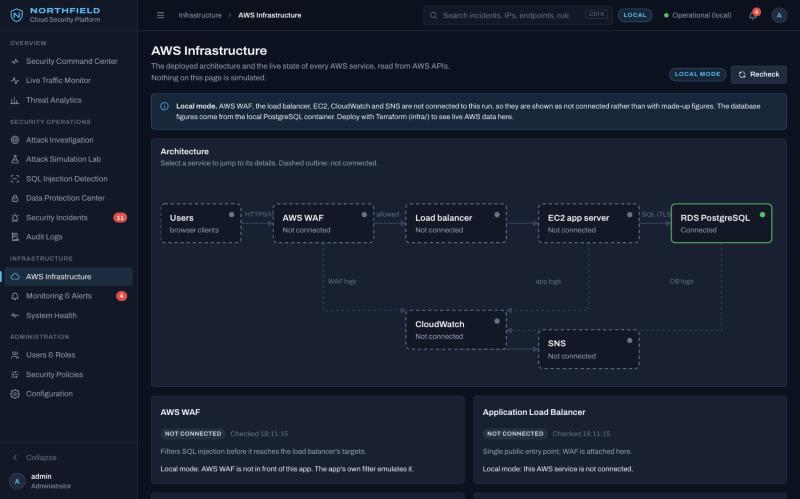 NORTHFIELD
Cloud Security Platform
Infrastructure › AWS Infrastructure
Search incidents, IPs, endpoints, rule
Ctrl K
LOCAL
Operational (local)
4
A
OVERVIEW
Security Command Center
Live Traffic Monitor
Threat Analytics
SECURITY OPERATIONS
Attack Investigation
Attack Simulation Lab
SQL Injection Detection
Data Protection Center
Security Incidents 11
Audit Logs
INFRASTRUCTURE
AWS Infrastructure
Monitoring & Alerts 4
System Health
ADMINISTRATION
Users & Roles
Security Policies
Configuration
Collapse
A
admin
Administrator
AWS Infrastructure
The deployed architecture and the live state of every AWS service, read from AWS APIs.
Nothing on this page is simulated.
LOCAL MODE
Recheck
Local mode. AWS WAF, the load balancer, EC2, CloudWatch and SNS are not connected to this run, so they are shown as not connected rather than with made-up figures. The database
figures come from the local PostgreSQL container. Deploy with Terraform (infra/) to see live AWS data here.
Architecture
Select a service to jump to its details. Dashed outline: not connected.
Users
browser clients
HTTPS/H
AWS WAF
Not connected
allowed
Load balancer
Not connected
EC2 app server
Not connected
SQL (TLS
RDS PostgreSQL
Connected
WAF logs
app logs
DB logs
CloudWatch
Not connected
SNS
Not connected
AWS WAF
NOT CONNECTED
Checked 18:11:15
Filters SQL injection before it reaches the load balancer's targets.
Local mode: AWS WAF is not in front of this app. The app's own filter emulates it.
Application Load Balancer
NOT CONNECTED
Checked 18:11:15
Single public entry point; WAF is attached here.
Local mode: this AWS service is not connected.